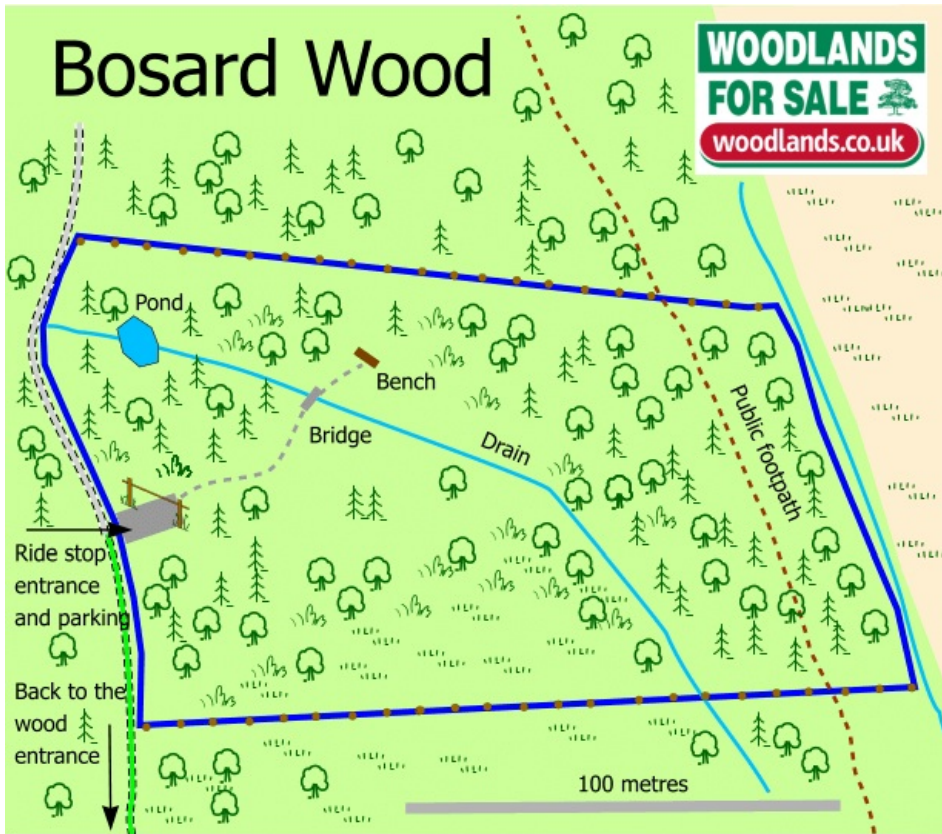 Bosard Wood
WOODLANDS
FOR SALE
woodlands.co.uk
Pond
Bench
Bridge
Drain
Public footpath
Ride stop
entrance
and parking
Back to the
wood
entrance
100 metres